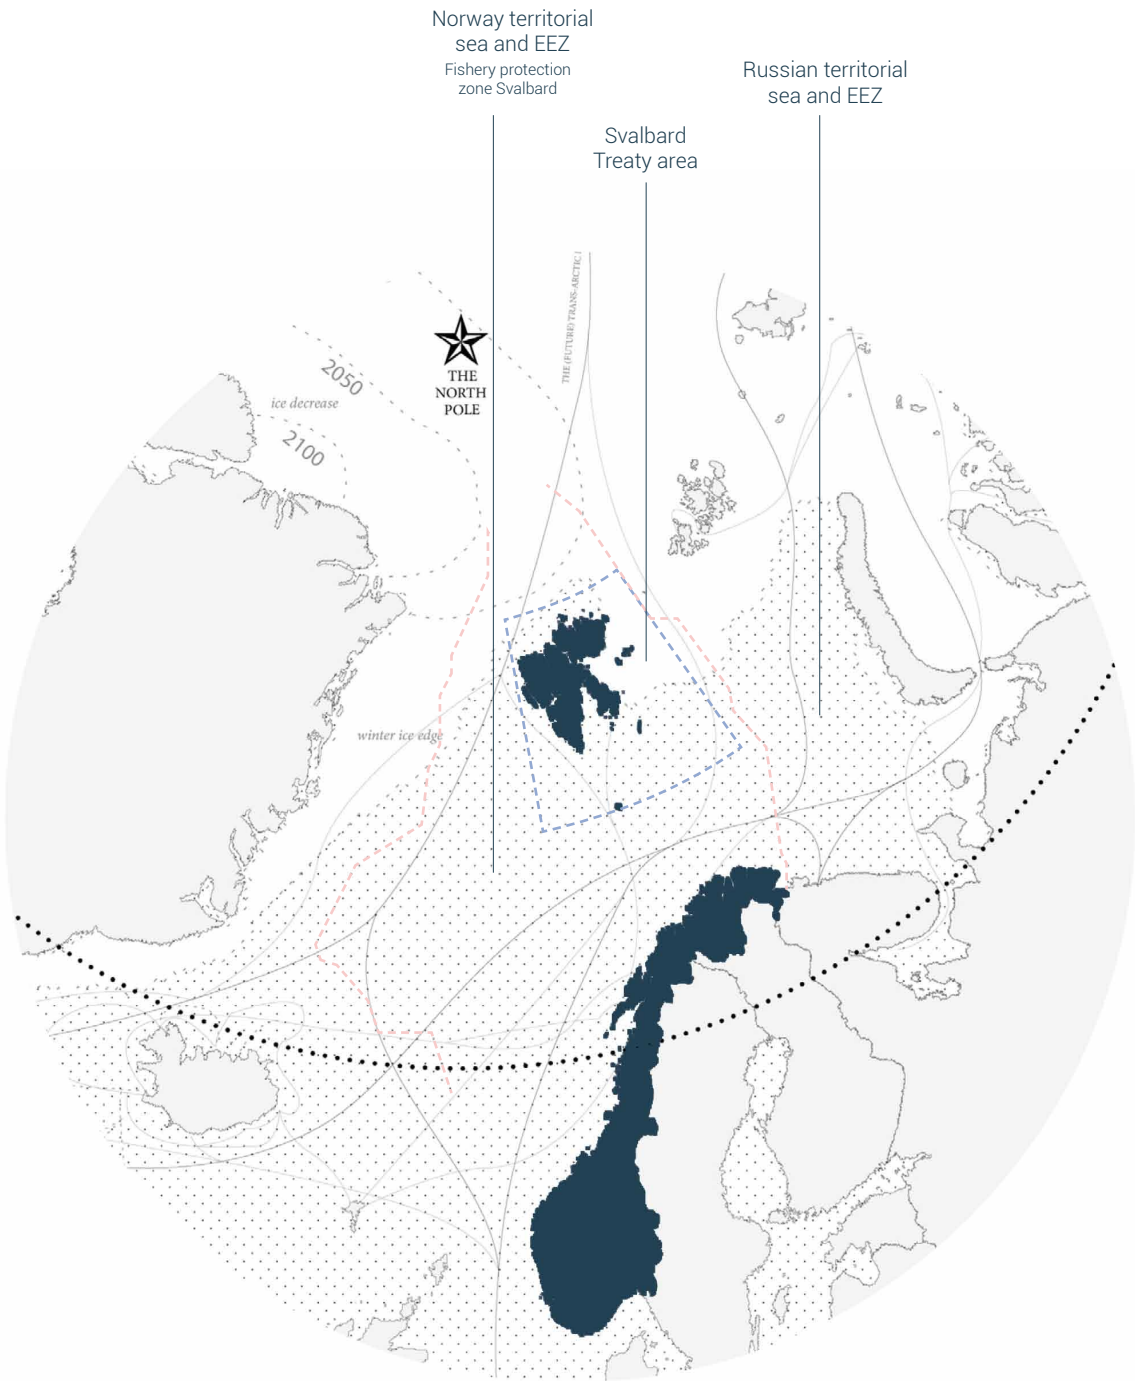 Norway territorial
sea and EEZ
Fishery protection
zone Svalbard
Russian territorial
sea and EEZ
Svalbard
Treaty area
THE (FUTURE) TRANS-ARCTIC
THE
NORTH
POLE
2050
ice decrease
2100
winter ice edge